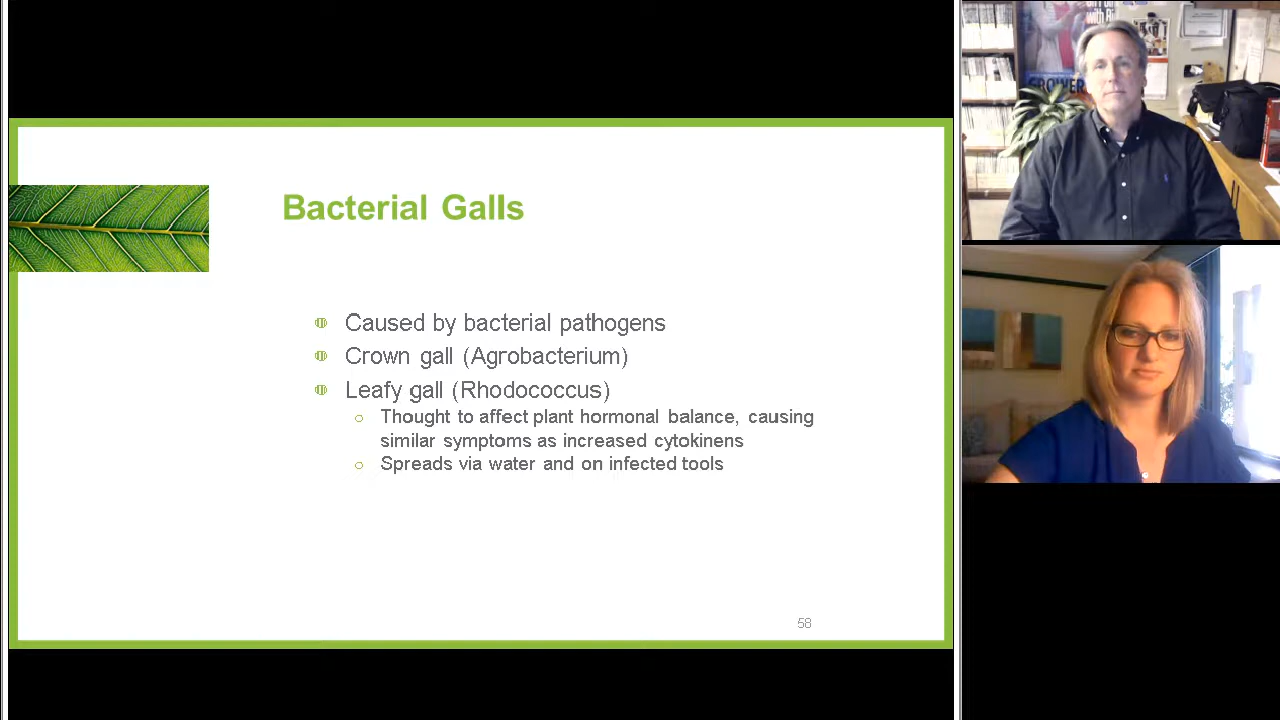 Bacterial Galls
Caused by bacterial pathogens
Crown gall (Agrobacterium)
Leafy gall (Rhodococcus)
Thought to affect plant hormonal balance, causing
similar symptoms as increased cytokinens
Spreads via water and on infected tools
58
GROWER